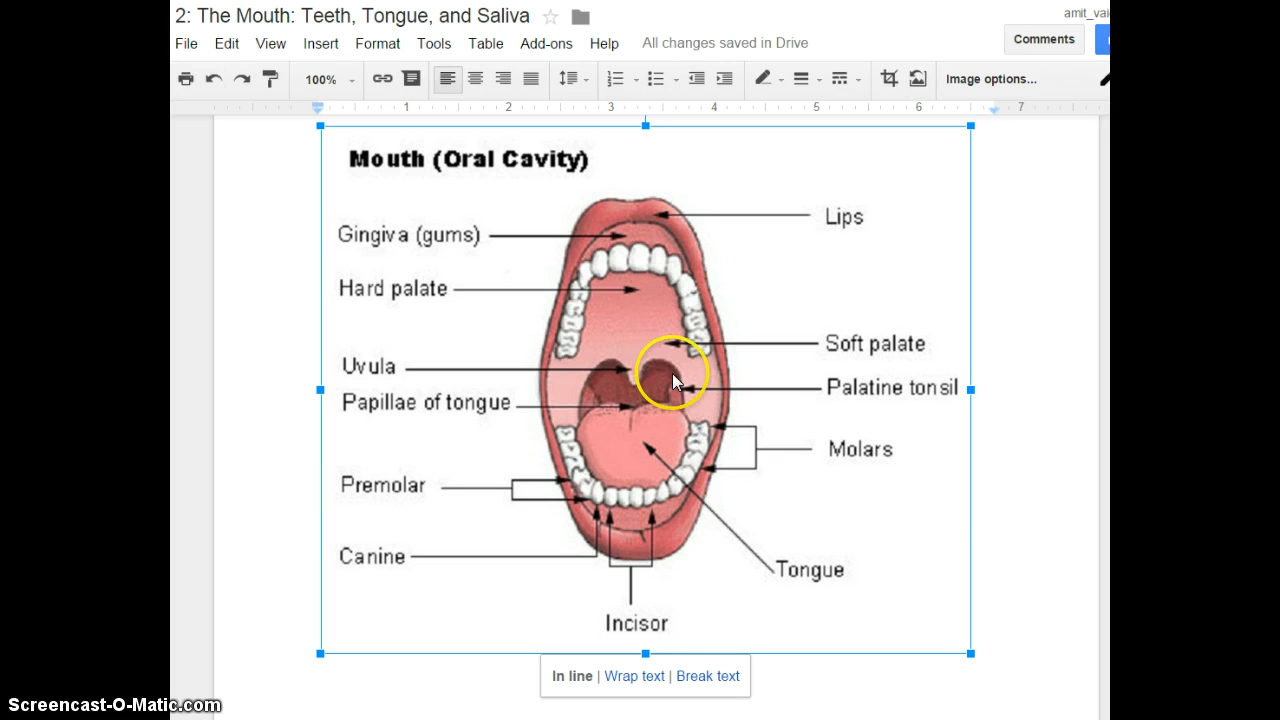 2: The Mouth: Teeth, Tongue, and Saliva
File Edit View Insert Format Tools Table Add-ons Help All changes saved in Drive
Comments
100%
Image options...
1 2 3 4 5 6 7
Mouth (Oral Cavity)
Lips
Gingiva (gums)
Hard palate
Soft palate
Uvula
Palatine tonsil
Papillae of tongue
Molars
Premolar
Canine
Tongue
Incisor
In line | Wrap text | Break text
Screencast-O-Matic.com